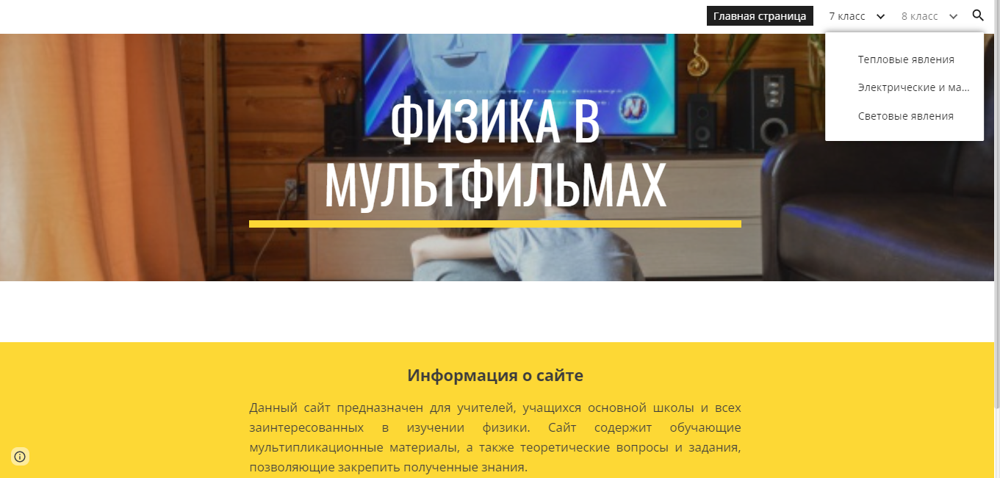 Главная страница
7 класс
8 класс
Тепловые явления
Электрические и ма...
Световые явления
ФИЗИКА В
МУЛЬТФИЛЬМАХ
Информация о сайте
Данный сайт предназначен для учителей, учащихся основной школы и всех
заинтересованных в изучении физики. Сайт содержит обучающие
мультипликационные материалы, а также теоретические вопросы и задания,
позволяющие закрепить полученные знания.